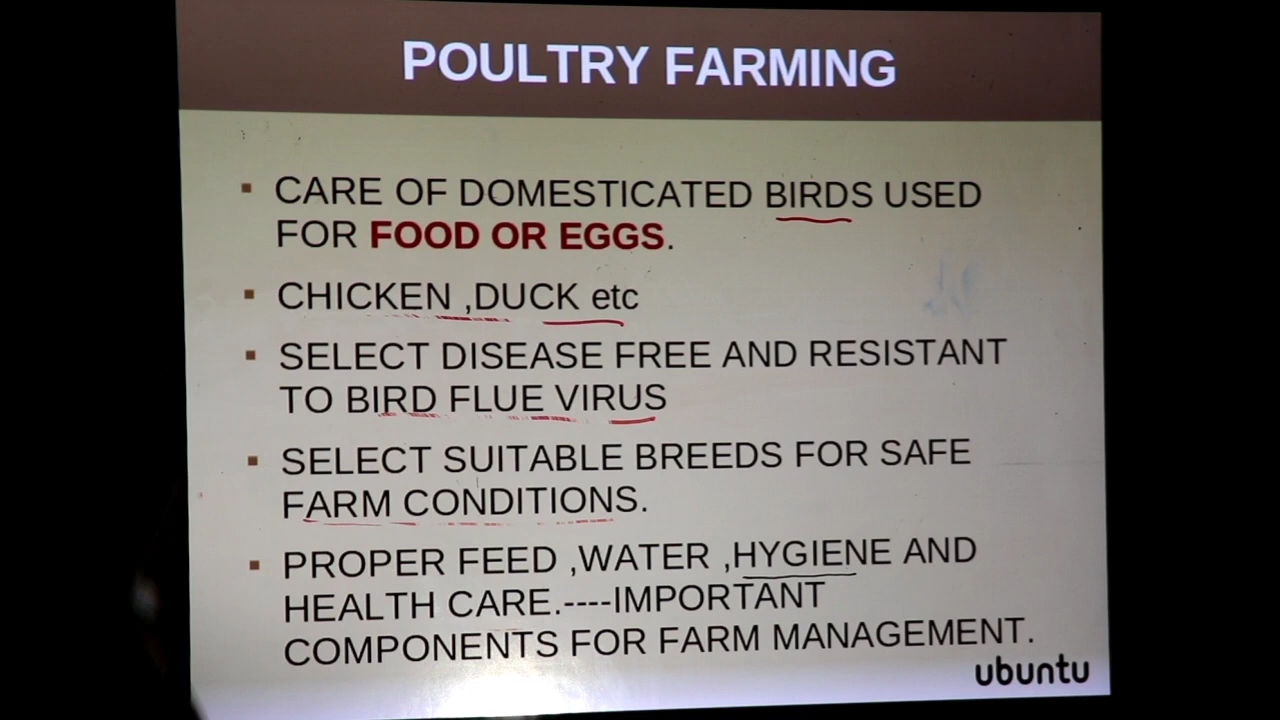 POULTRY FARMING
CARE OF DOMESTICATED BIRDS USED
FOR FOOD OR EGGS.
CHICKEN ,DUCK etc
SELECT DISEASE FREE AND RESISTANT
TO BIRD FLUE VIRUS
SELECT SUITABLE BREEDS FOR SAFE
FARM CONDITIONS.
PROPER FEED ,WATER ,HYGIENE AND
HEALTH CARE.----IMPORTANT
COMPONENTS FOR FARM MANAGEMENT.
ubuntu